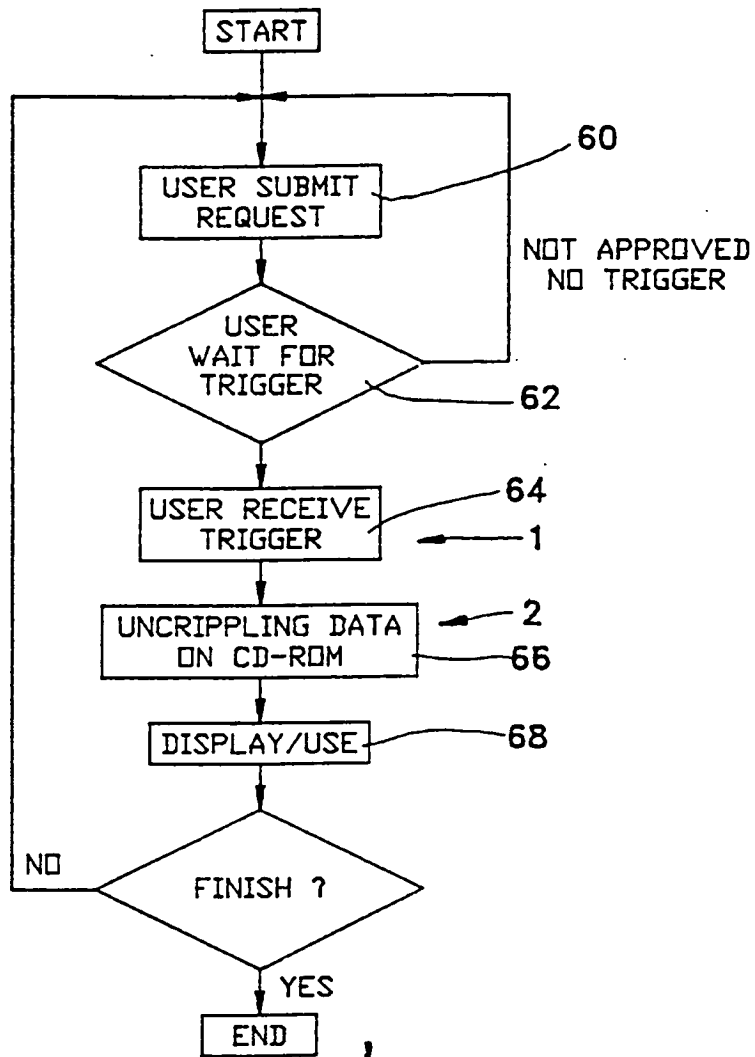 START
60
USER SUBMIT
REQUEST
NOT APPROVED
NO TRIGGER
USER
WAIT FOR
TRIGGER
62
64
USER RECEIVE
TRIGGER
1
2
UNCRIPPLING DATA
ON CD-ROM
66
DISPLAY/USE
68
NO
FINISH ?
YES
END